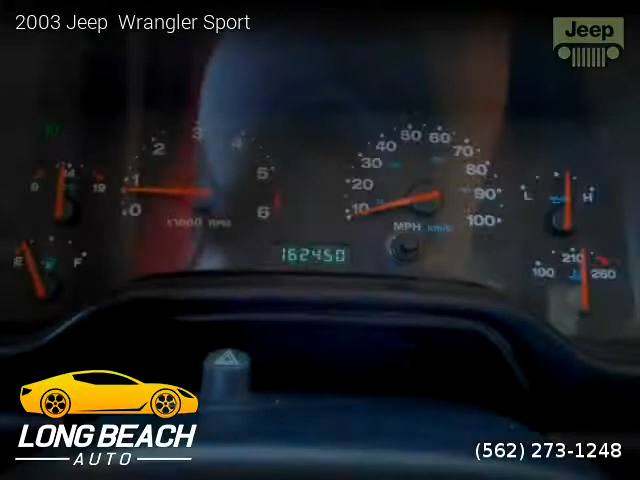 2003 Jeep  Wrangler Sport
Jeep
9 14 19
0 1 2 3 4 5 6
x1000 RPM
10 20 30 40 50 60 70 80 90 100
MPH km/h
L H
E F
100 210 260
162450
LONG BEACH
AUTO
(562) 273-1248